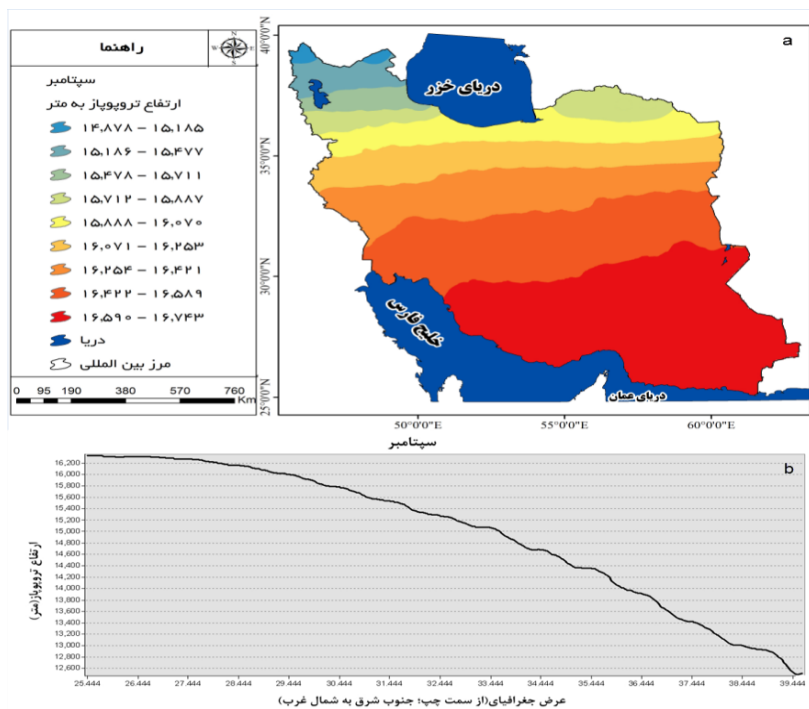 راهنما
سپتامبر
ارتفاع تروپوپاز به متر
۱۴,۸۷۸ – ۱۵,۱۸۵
۱۵,۱۸۶ – ۱۵,۴۷۷
۱۵,۴۷۸ – ۱۵,۷۱۱
۱۵,۷۱۲ – ۱۵,۸۸۷
۱۵,۸۸۸ – ۱۶,۰۷۰
۱۶,۰۷۱ – ۱۶,۲۵۳
۱۶,۲۵۴ – ۱۶,۴۲۱
۱۶,۴۲۲ – ۱۶,۵۸۹
۱۶,۵۹۰ – ۱۶,۷۴۳
دریا
مرز بین المللی
0 95 190 380 570 760
Km
a
40°0'0"N
35°0'0"N
30°0'0"N
25°0'0"N
دریای خزر
خلیج فارس
دریای عمان
50°0'0"E 55°0'0"E 60°0'0"E
سپتامبر
b
ارتفاع تروپوپاز(متر)
16,200
15,800
15,600
15,400
15,200
15,000
14,800
14,600
14,400
14,200
14,000
13,800
13,600
13,400
13,200
13,000
12,800
12,600
25.444 26.444 27.444 28.444 29.444 30.444 31.444 32.444 33.444 34.444 35.444 36.444 37.444 38.444 39.444
عرض جغرافیای(از سمت چپ: جنوب شرق به شمال غرب)